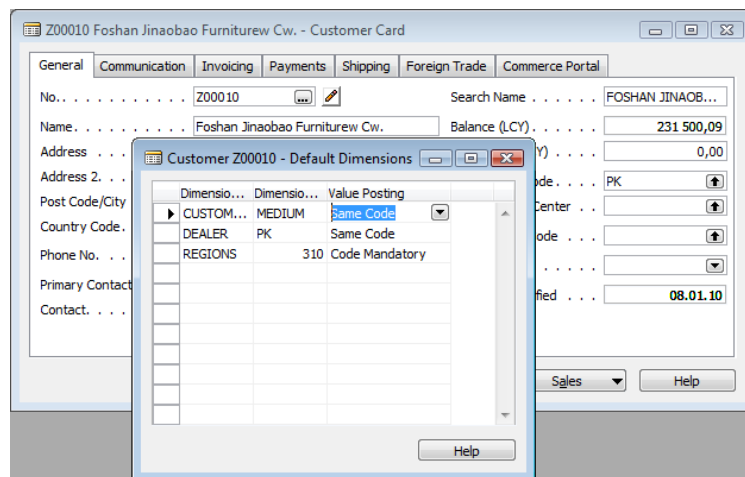 Z00010 Foshan Jinaobao Furniturew Cw. - Customer Card
General Communication Invoicing Payments Shipping Foreign Trade Commerce Portal
No. . . . . . . . . . . . Z00010 ... Search Name . . . . . . FOSHAN JINAOB...
Name. . . . . . . . . . . Foshan Jinaobao Furniturew Cw. Balance (LCY). . . . . . 231 500,09
Address . . . Y) . . . . 0,00
Address 2. . . ode. . . . PK
Post Code/City Center . .
Country Code. ode . . .
Phone No. . . . . . . .
Primary Contact fied . . . 08.01.10
Contact. . . .
Sales Help
Customer Z00010 - Default Dimensions
Dimensio... Dimensio... Value Posting
CUSTOM... MEDIUM Same Code
DEALER PK Same Code
REGIONS 310 Code Mandatory
Help